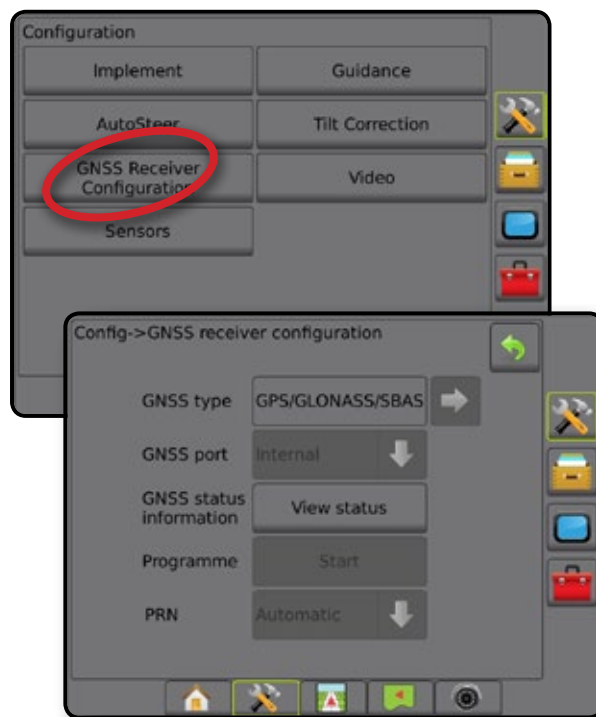 Configuration
Implement
Guidance
AutoSteer
Tilt Correction
GNSS Receiver
Configuration
Video
Sensors
Config->GNSS receiver configuration
GNSS type
GPS/GLONASS/SBAS
GNSS port
Internal
GNSS status
information
View status
Programme
Start
PRN
Automatic